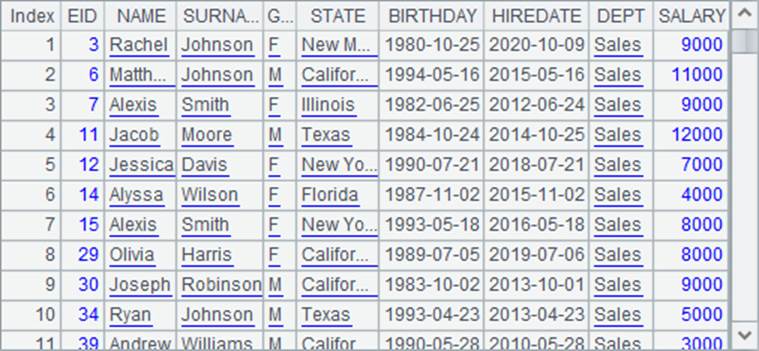 Index EID NAME SURNA... G... STATE BIRTHDAY HIREDATE DEPT SALARY
1 3 Rachel Johnson F New M... 1980-10-25 2020-10-09 Sales 9000
2 6 Matth... Johnson M Califor... 1994-05-16 2015-05-16 Sales 11000
3 7 Alexis Smith F Illinois 1982-06-25 2012-06-24 Sales 9000
4 11 Jacob Moore M Texas 1984-10-24 2014-10-25 Sales 12000
5 12 Jessica Davis F New Yo... 1990-07-21 2018-07-21 Sales 7000
6 14 Alyssa Wilson F Florida 1987-11-02 2015-11-02 Sales 4000
7 15 Alexis Smith F New Yo... 1993-05-18 2016-05-18 Sales 8000
8 29 Olivia Harris F Califor... 1989-07-05 2019-07-06 Sales 8000
9 30 Joseph Robinson M Califor... 1983-10-02 2013-10-01 Sales 9000
10 34 Ryan Johnson M Texas 1993-04-23 2013-04-23 Sales 5000
11 39 Andrew Williams M Califor... 1990-05-28 2010-05-28 Sales 3000